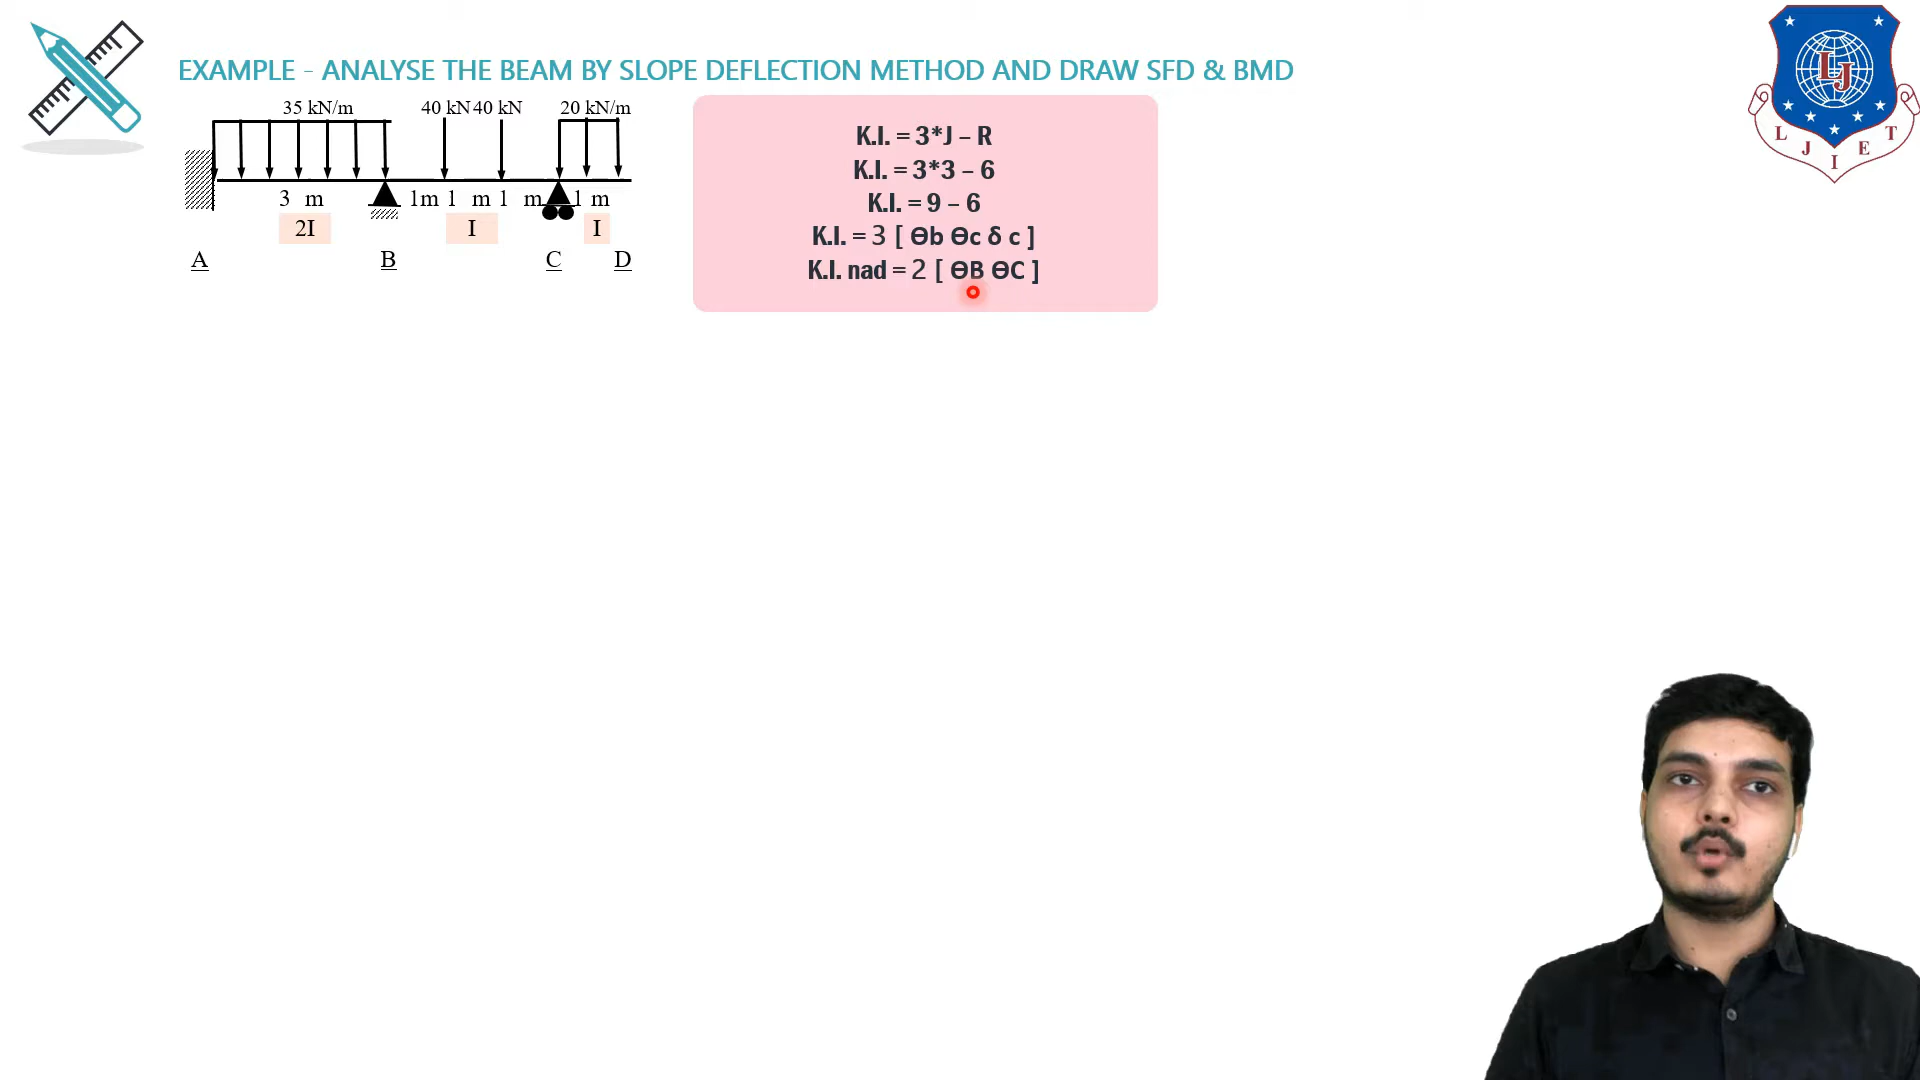 EXAMPLE - ANALYSE THE BEAM BY SLOPE DEFLECTION METHOD AND DRAW SFD & BMD
35 kN/m 40 kN 40 kN 20 kN/m
3 m 1m 1 m 1 m 1 m
2I I I
A B C D
K.I. = 3*J – R
K.I. = 3*3 – 6
K.I. = 9 – 6
K.I. = 3 [ ϴb ϴc δ c ]
K.I. nad = 2 [ ϴB ϴC ]
LJ
L J I E T